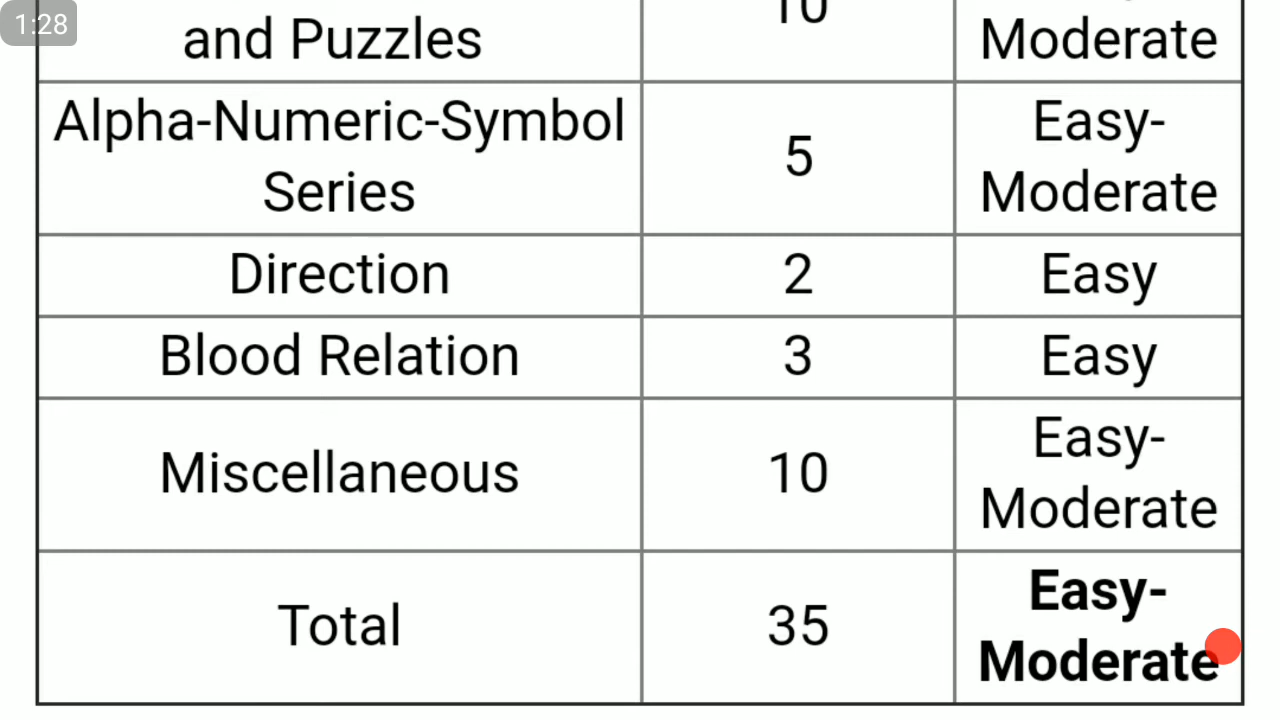 1:28
10
and Puzzles
Moderate
Alpha-Numeric-Symbol
Series
5
Easy-
Moderate
Direction
2
Easy
Blood Relation
3
Easy
Miscellaneous
10
Easy-
Moderate
Total
35
Easy-
Moderate